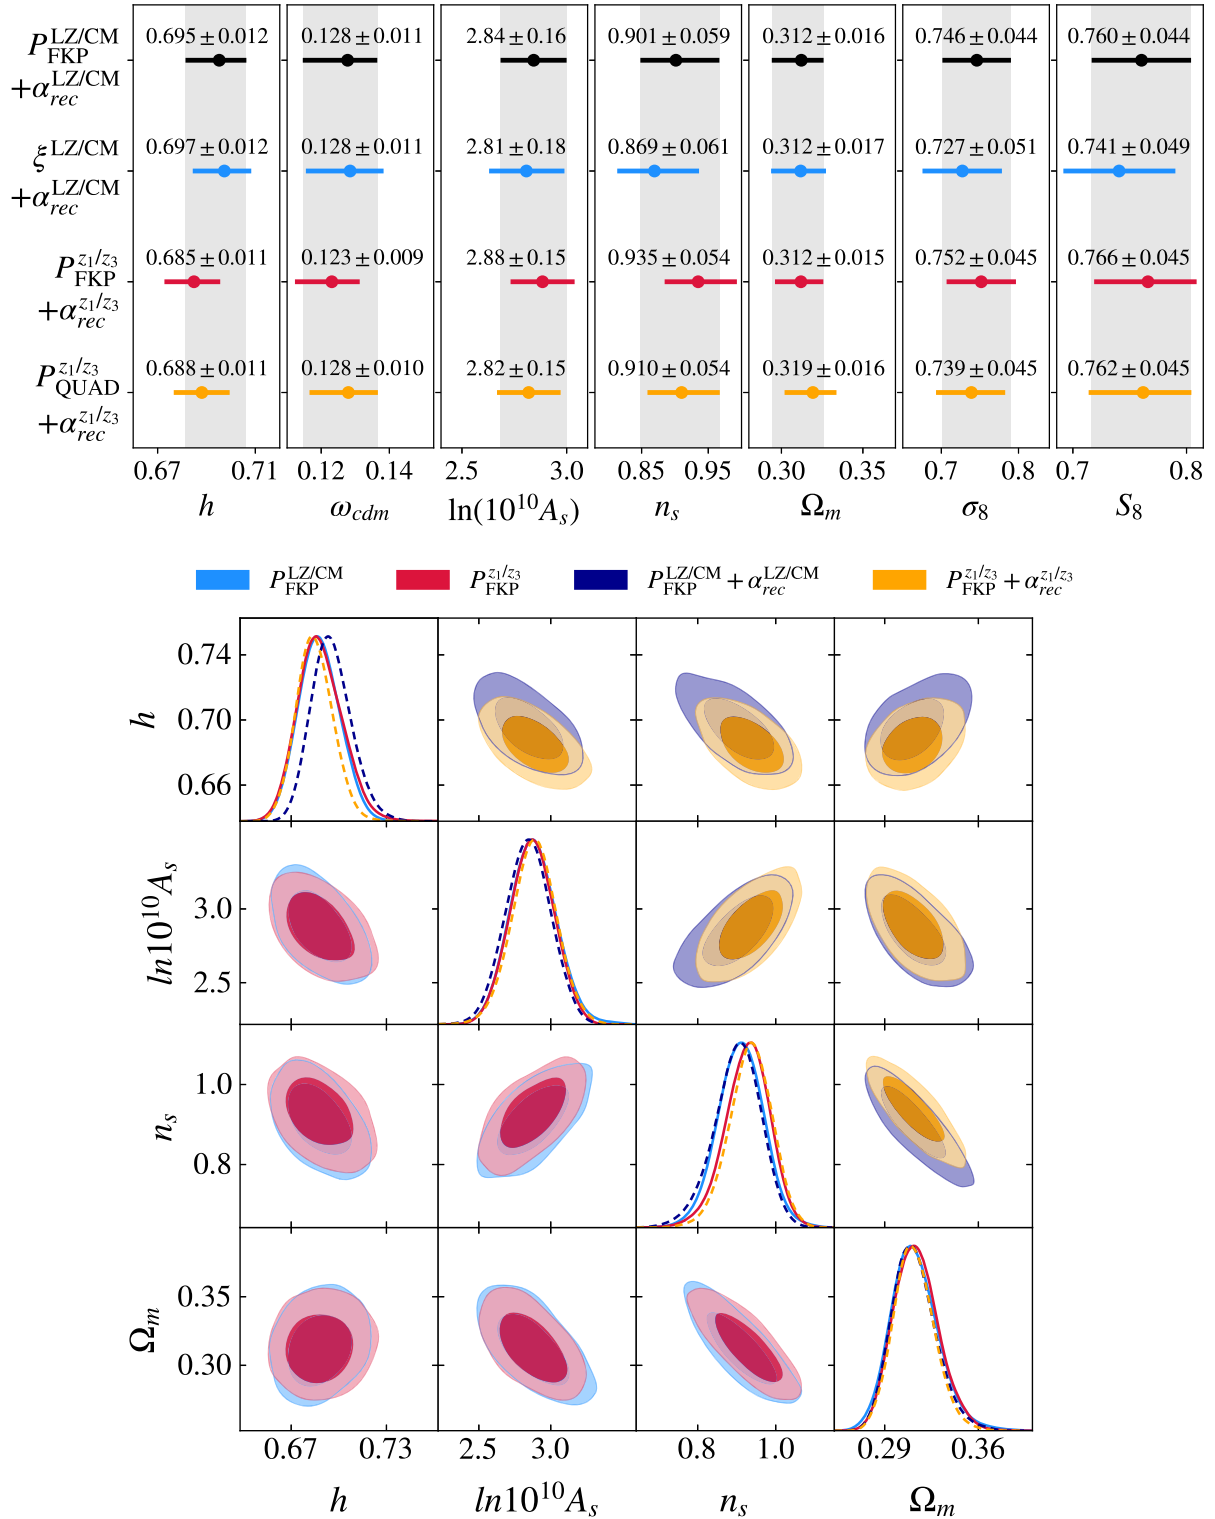 P_FKP^LZ/CM 0.695 ± 0.012 0.128 ± 0.011 2.84 ± 0.16 0.901 ± 0.059 0.312 ± 0.016 0.746 ± 0.044 0.760 ± 0.044
+α_rec^LZ/CM
ξ^LZ/CM 0.697 ± 0.012 0.128 ± 0.011 2.81 ± 0.18 0.869 ± 0.061 0.312 ± 0.017 0.727 ± 0.051 0.741 ± 0.049
+α_rec^LZ/CM
P_FKP^z₁/z₃ 0.685 ± 0.011 0.123 ± 0.009 2.88 ± 0.15 0.935 ± 0.054 0.312 ± 0.015 0.752 ± 0.045 0.766 ± 0.045
+α_rec^z₁/z₃
P_QUAD^z₁/z₃ 0.688 ± 0.011 0.128 ± 0.010 2.82 ± 0.15 0.910 ± 0.054 0.319 ± 0.016 0.739 ± 0.045 0.762 ± 0.045
+α_rec^z₁/z₃
0.67 0.71 0.12 0.14 2.5 3.0 0.85 0.95 0.30 0.35 0.7 0.8 0.7 0.8
h ω_cdm ln(10¹⁰A_s) n_s Ω_m σ₈ S₈
P_FKP^LZ/CM P_FKP^z₁/z₃ P_FKP^LZ/CM + α_rec^LZ/CM P_FKP^z₁/z₃ + α_rec^z₁/z₃
0.74
h
0.70
0.66
3.0
ln10¹⁰A_s
2.5
1.0
n_s
0.8
0.35
Ω_m
0.30
0.67 0.73 2.5 3.0 0.8 1.0 0.29 0.36
h ln10¹⁰A_s n_s Ω_m